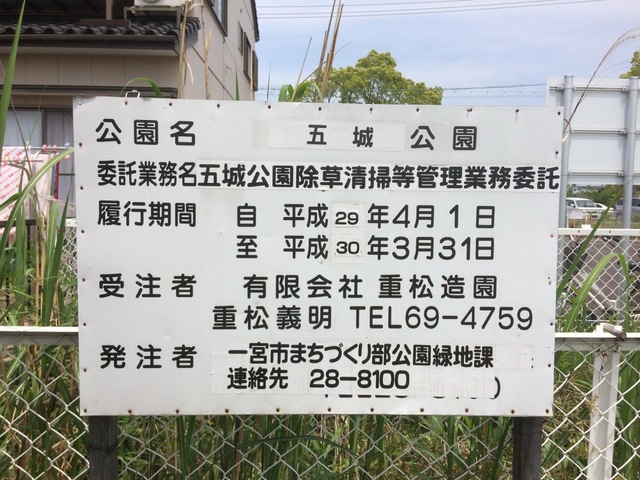 公園名 五城 公園
委託業務名五城公園除草清掃等管理業務委託
履行期間 自 平成29年4月1日
至 平成30年3月31日
受注者 有限会社 重松造園
重松義明 TEL69-4759
発注者 一宮市まちづくり部公園緑地課
連絡先 28-8100